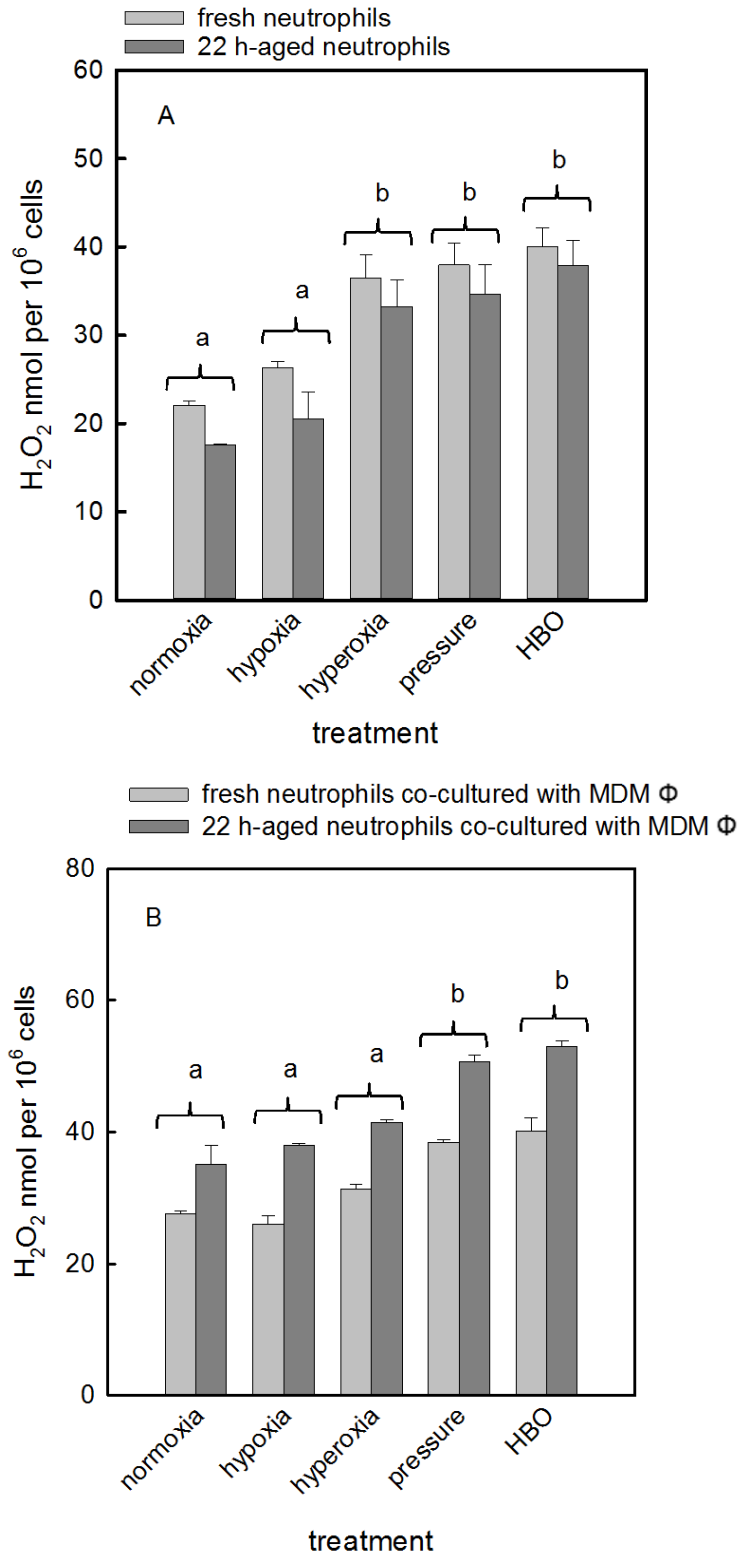 fresh neutrophils
22 h-aged neutrophils
60
A
50
b
b
b
40
a
30
a
20
10
0
H₂O₂ nmol per 10⁶ cells
normoxia
hypoxia
hyperoxia
pressure
HBO
treatment
fresh neutrophils co-cultured with MDM Φ
22 h-aged neutrophils co-cultured with MDM Φ
80
B
60
b
b
a
a
a
40
20
0
H₂O₂ nmol per 10⁶ cells
normoxia
hypoxia
hyperoxia
pressure
HBO
treatment